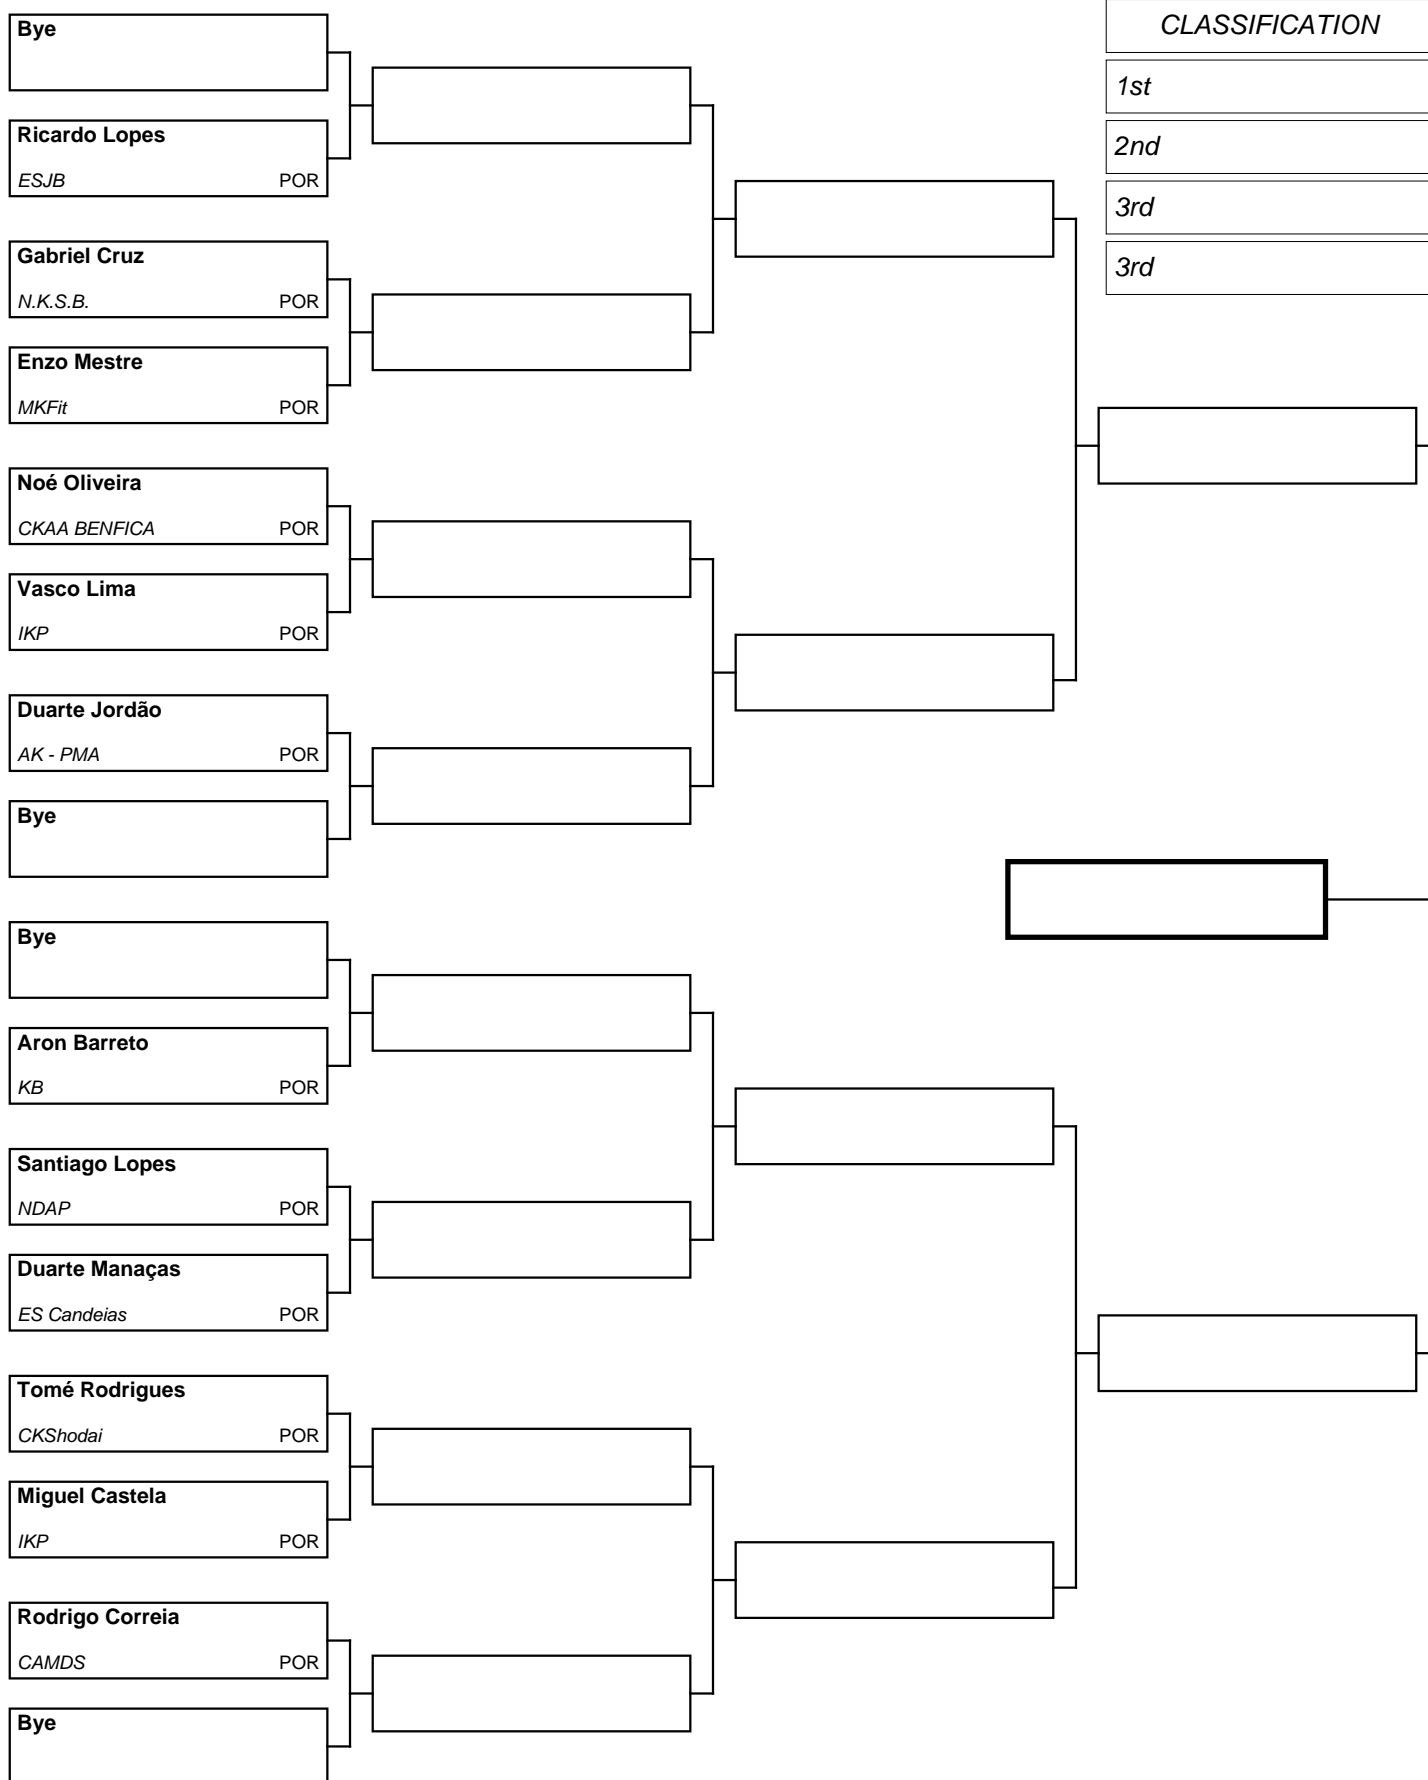 CLASSIFICATION
1st
2nd
3rd
3rd
Bye
Ricardo Lopes
ESJB POR
Gabriel Cruz
N.K.S.B. POR
Enzo Mestre
MKFit POR
Noé Oliveira
CKAA BENFICA POR
Vasco Lima
IKP POR
Duarte Jordão
AK - PMA POR
Bye
Bye
Aron Barreto
KB POR
Santiago Lopes
NDAP POR
Duarte Manaças
ES Candeias POR
Tomé Rodrigues
CKShodai POR
Miguel Castela
IKP POR
Rodrigo Correia
CAMDS POR
Bye